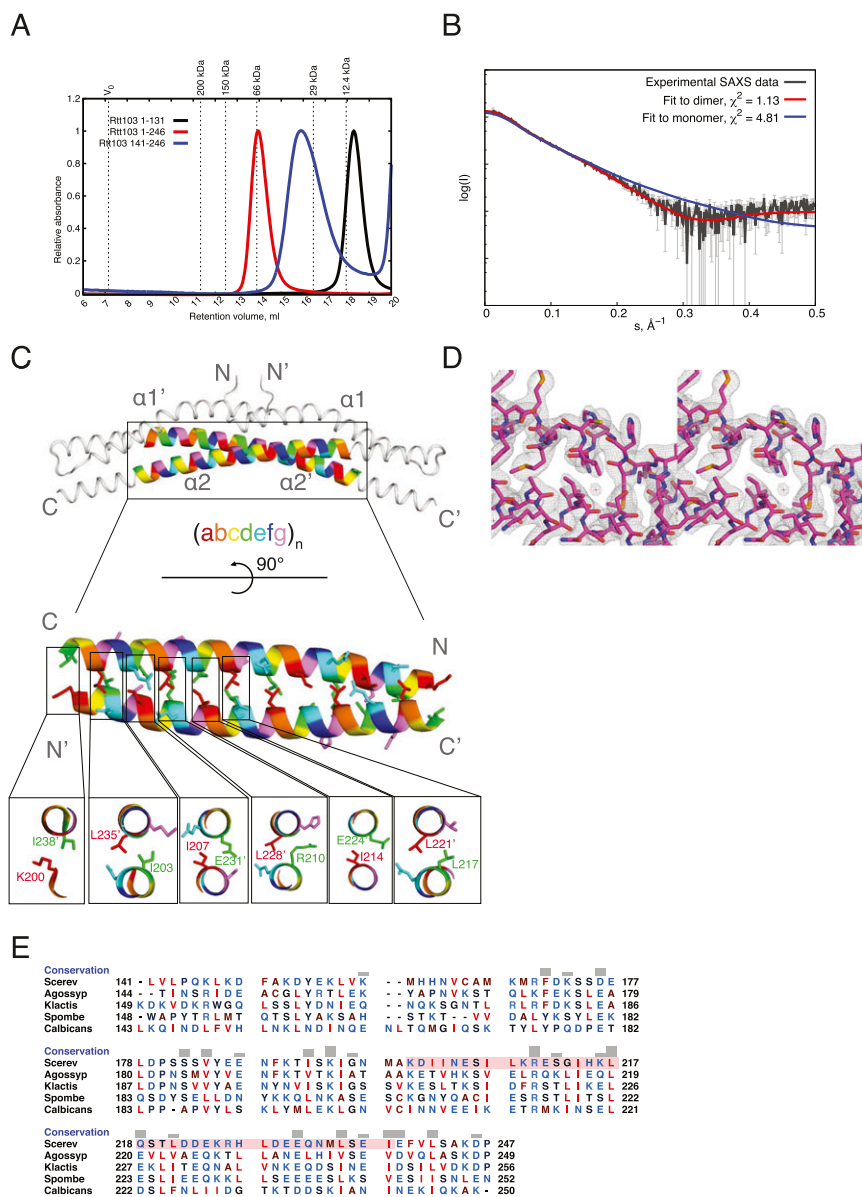 A
V0
200 kDa
150 kDa
66 kDa
29 kDa
12.4 kDa
Rtt103 1-131
Rtt103 1-246
Rtt103 141-246
Relative absorbance
1.2
1
0.8
0.6
0.4
0.2
0
6 7 8 9 10 11 12 13 14 15 16 17 18 19 20
Retention volume, ml
B
Experimental SAXS data
Fit to dimer, χ² = 1.13
Fit to monomer, χ² = 4.81
log(I)
0 0.1 0.2 0.3 0.4 0.5
s, Å⁻¹
C
N N'
α1' α1
α2 α2'
C C'
(abcdefg)n
90°
C N
N' C'
I238' K200
L235' I203
I207 E231'
L228' R210
E224' I214
L221' L217
D
E
Conservation
Scerev 141 - L V L P Q K L K D F A K D Y E K L V K - - M H H N V C A M K M R F D K S S D E 177
Agossyp 144 - - T I N S R I D E A C G L Y R T L E K - - - Y A P N V K S T Q L K F E K S L E A 179
Klactis 149 K D K V D K R W G Q L S S L Y D N I E Q - - - N Q K S G N T L R L R F D K S L E A 186
Spombe 148 - W A P Y T R L M T Q T S L Y A K S A H - - - S T K S T - V V R D A L Y K S Y L E K 182
Calbicans 143 L K Q I N D L F V H L N K L N D I N Q E N L T Q M G I Q S K T Y L Y P Q D P E T 182
Conservation
Scerev 178 L D P S S S V Y E E N F K T I S K I G N M A K D I I N E S I L K R E S G I H K L 217
Agossyp 180 L D P N S M V Y V E N F K T V T K I A T A A K E T V H K S V E L R Q K L I E Q L 219
Klactis 187 L D P N S V V Y A E N Y N V I S K I G S V K E S L T K S I D F R S T L I K E L 226
Spombe 183 Q S D Y S E L L D N Y K K Q L N K A S E S C K G N Y Q A C I E R S T L I T S L 222
Calbicans 183 L P P - A P V Y L S K L Y M L E K L G N V C I N N V E E I K E T R M K I N S E L 221
Conservation
Scerev 218 Q S T L D D E K R H L D E E Q N M L S E I E F V L S A K D P 247
Agossyp 220 E V L V A E Q K T L L A N E L H I V S E V D V Q L V S K D P 249
Klactis 227 E K L I T E Q N A L V N K E Q D S I N E I D V Q L D A K D P 256
Spombe 223 E S L I E E Q K K L S L E E E S L K S V E S I I S N L E N 252
Calbicans 222 D S L F N L I I D G T K T D D S K I A N I N E K I Q K A K - 250